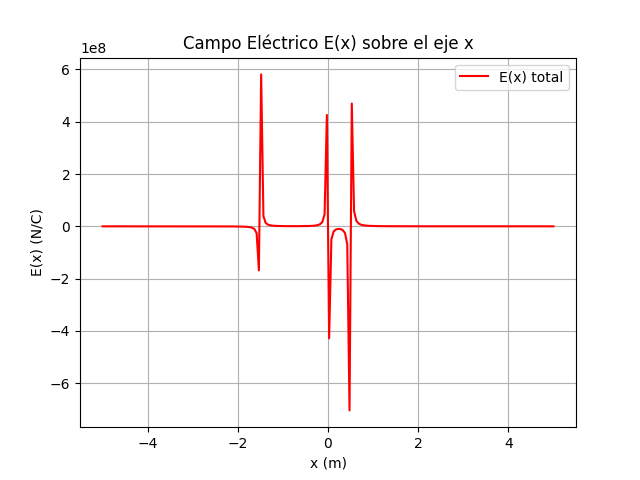 Campo Eléctrico E(x) sobre el eje x
1e8
E(x) total
6
4
2
0
−2
−4
−6
E(x) (N/C)
−4
−2
0
2
4
x (m)